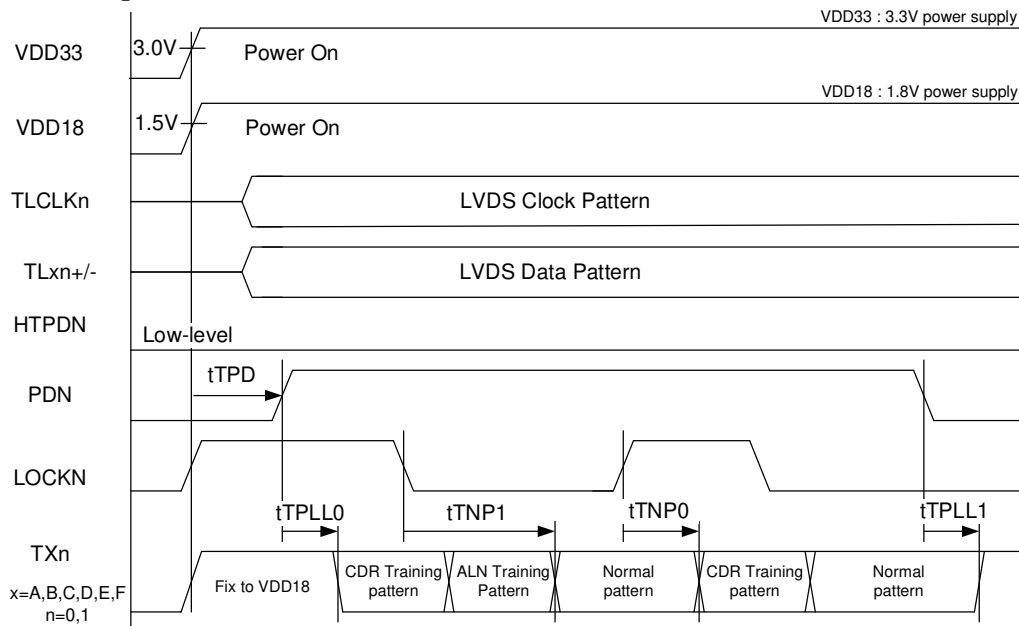 VDD33 : 3.3V power supply
VDD33
3.0V
Power On
VDD18 : 1.8V power supply
VDD18
1.5V
Power On
TLCLKn
LVDS Clock Pattern
TLxn+/-
LVDS Data Pattern
HTPDN
Low-level
tTPD
PDN
LOCKN
tTPLL0
tTNP1
tTNP0
tTPLL1
TXn
x=A,B,C,D,E,F
n=0,1
Fix to VDD18
CDR Training
pattern
ALN Training
Pattern
Normal
pattern
CDR Training
pattern
Normal
pattern